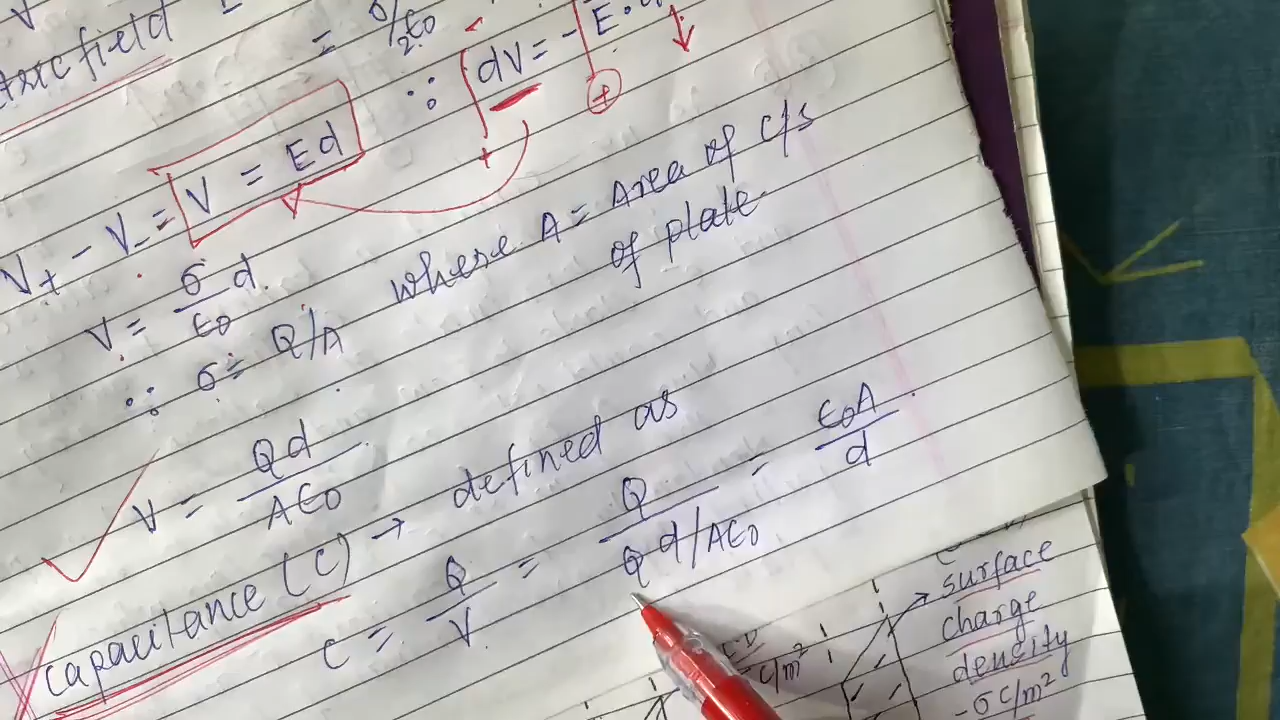 field = σ/2ϵ0
∴ ∫dV = - ∫E.
V+ - V- = V = Ed
V = σ/ϵ0 d.
∴ σ = Q/A where A = Area of c/s
of plate
V = Qd/Aϵ0
Capacitance (C) → defined as
C = Q/V = Q/Qd/Aϵ0 = ϵ0A/d
surface
charge
density
-σ C/m²
C/m²